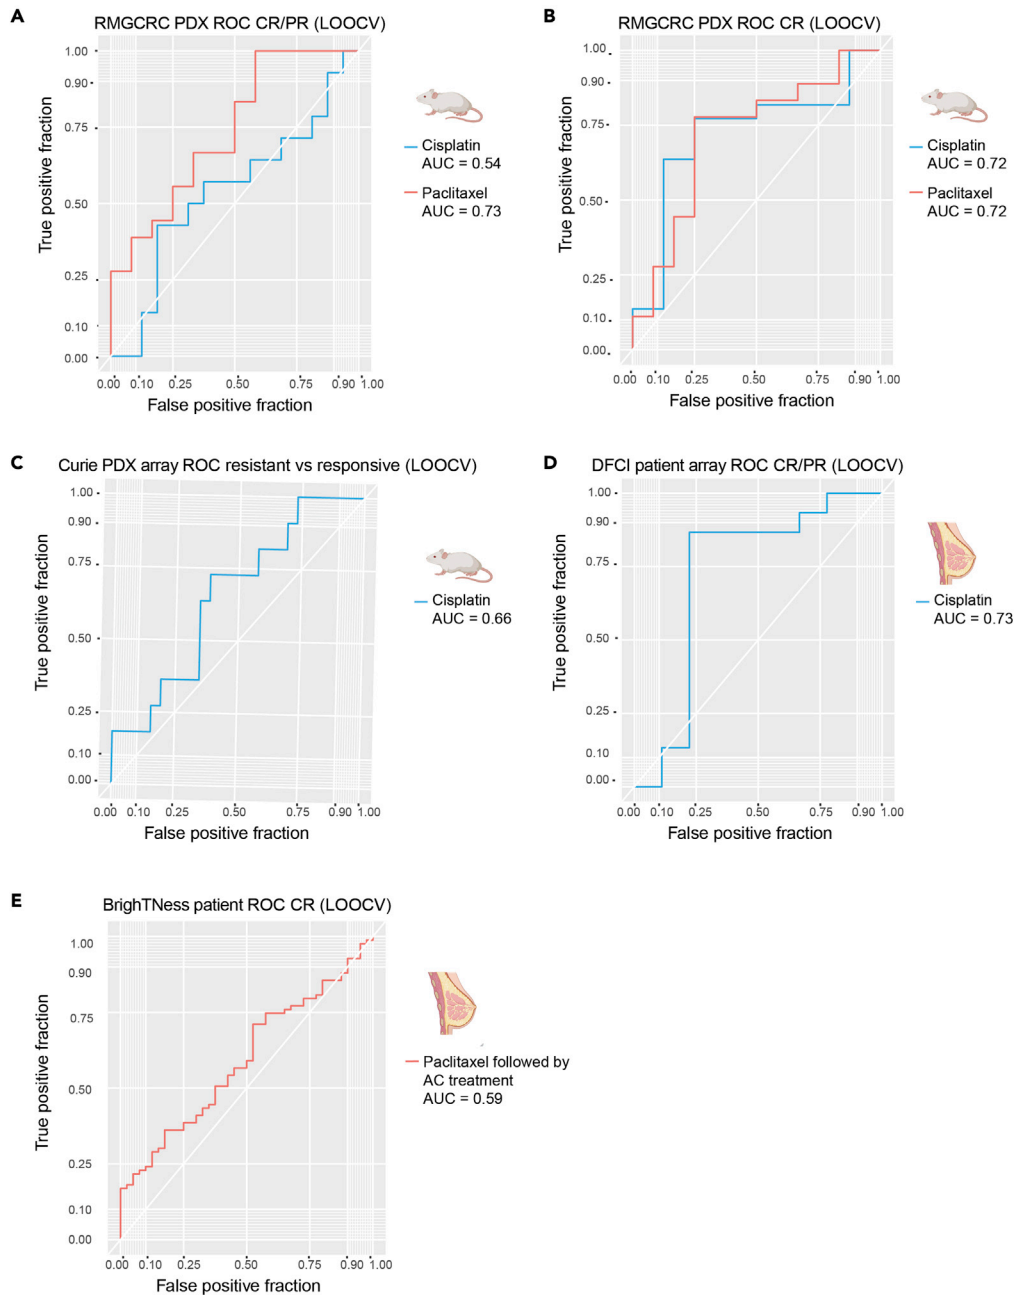 A
RMGCRC PDX ROC CR/PR (LOOCV)
True positive fraction
1.00
0.90
0.75
0.50
0.25
0.10
0.00
0.00 0.10 0.25 0.50 0.75 0.90 1.00
False positive fraction
Cisplatin
AUC = 0.54
Paclitaxel
AUC = 0.73
B
RMGCRC PDX ROC CR (LOOCV)
True positive fraction
1.00
0.90
0.75
0.50
0.25
0.10
0.00
0.00 0.10 0.25 0.50 0.75 0.90 1.00
False positive fraction
Cisplatin
AUC = 0.72
Paclitaxel
AUC = 0.72
C
Curie PDX array ROC resistant vs responsive (LOOCV)
True positive fraction
1.00
0.90
0.75
0.50
0.25
0.10
0.00
0.00 0.10 0.25 0.50 0.75 0.90 1.00
False positive fraction
Cisplatin
AUC = 0.66
D
DFCI patient array ROC CR/PR (LOOCV)
True positive fraction
1.00
0.90
0.75
0.50
0.25
0.10
0.00
0.00 0.10 0.25 0.50 0.75 0.90 1.00
False positive fraction
Cisplatin
AUC = 0.73
E
BrighTNess patient ROC CR (LOOCV)
True positive fraction
1.00
0.90
0.75
0.50
0.25
0.10
0.00
0.00 0.10 0.25 0.50 0.75 0.90 1.00
False positive fraction
Paclitaxel followed by
AC treatment
AUC = 0.59